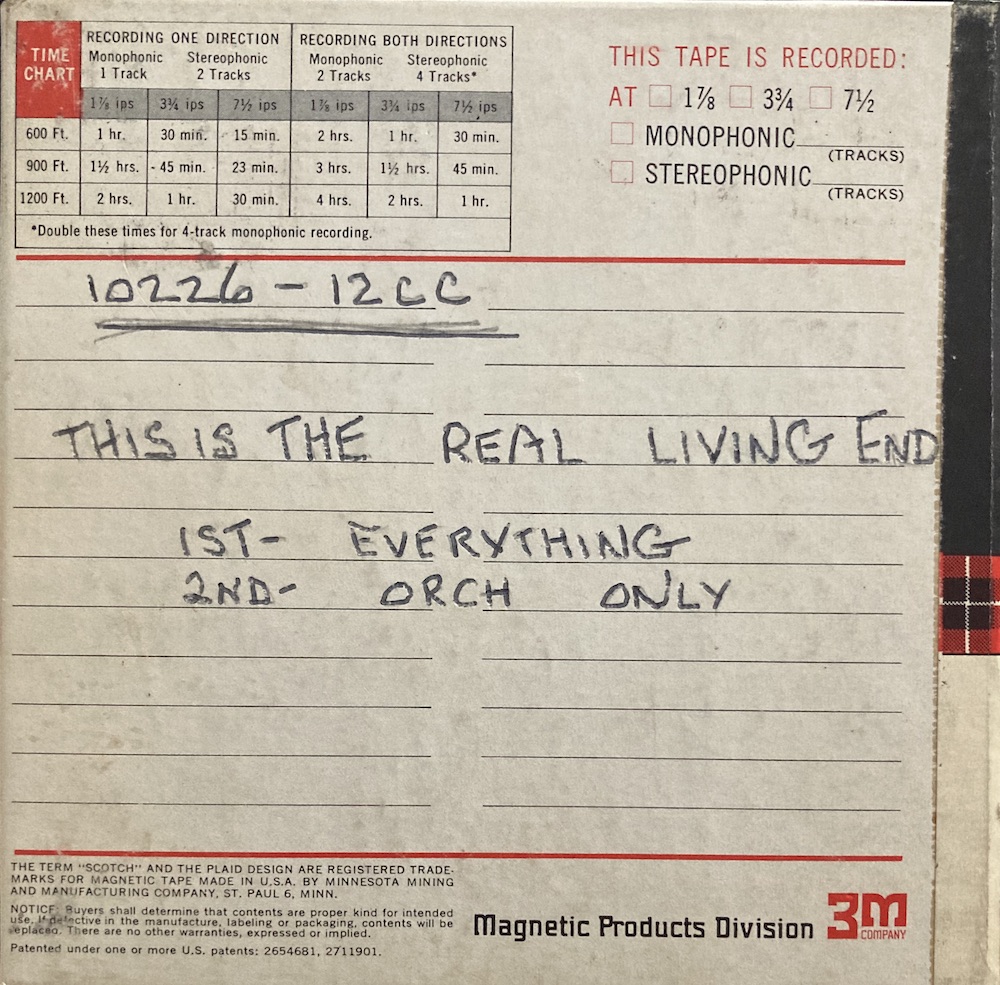 TIME CHART
RECORDING ONE DIRECTION RECORDING BOTH DIRECTIONS
Monophonic Stereophonic Monophonic Stereophonic
1 Track 2 Tracks 2 Tracks 4 Tracks*
1⅞ ips 3¾ ips 7½ ips 1⅞ ips 3¾ ips 7½ ips
600 Ft. 1 hr. 30 min. 15 min. 2 hrs. 1 hr. 30 min.
900 Ft. 1½ hrs. 45 min. 23 min. 3 hrs. 1½ hrs. 45 min.
1200 Ft. 2 hrs. 1 hr. 30 min. 4 hrs. 2 hrs. 1 hr.
*Double these times for 4-track monophonic recording.
THIS TAPE IS RECORDED:
AT 1⅞ 3¾ 7½
MONOPHONIC
(TRACKS)
STEREOPHONIC
(TRACKS)
10226 - 12CC
THIS IS THE REAL LIVING END
1ST- EVERYTHING
2ND- ORCH ONLY
THE TERM "SCOTCH" AND THE PLAID DESIGN ARE REGISTERED TRADE-
MARKS FOR MAGNETIC TAPE MADE IN U.S.A. BY MINNESOTA MINING
AND MANUFACTURING COMPANY, ST. PAUL 6, MINN.
NOTICE: Buyers shall determine that contents are proper kind for intended
use. If defective in the manufacture, labeling or packaging, contents will be
replaced. There are no other warranties, expressed or implied.
Patented under one or more U.S. patents: 2654681, 2711901.
Magnetic Products Division
3M
COMPANY